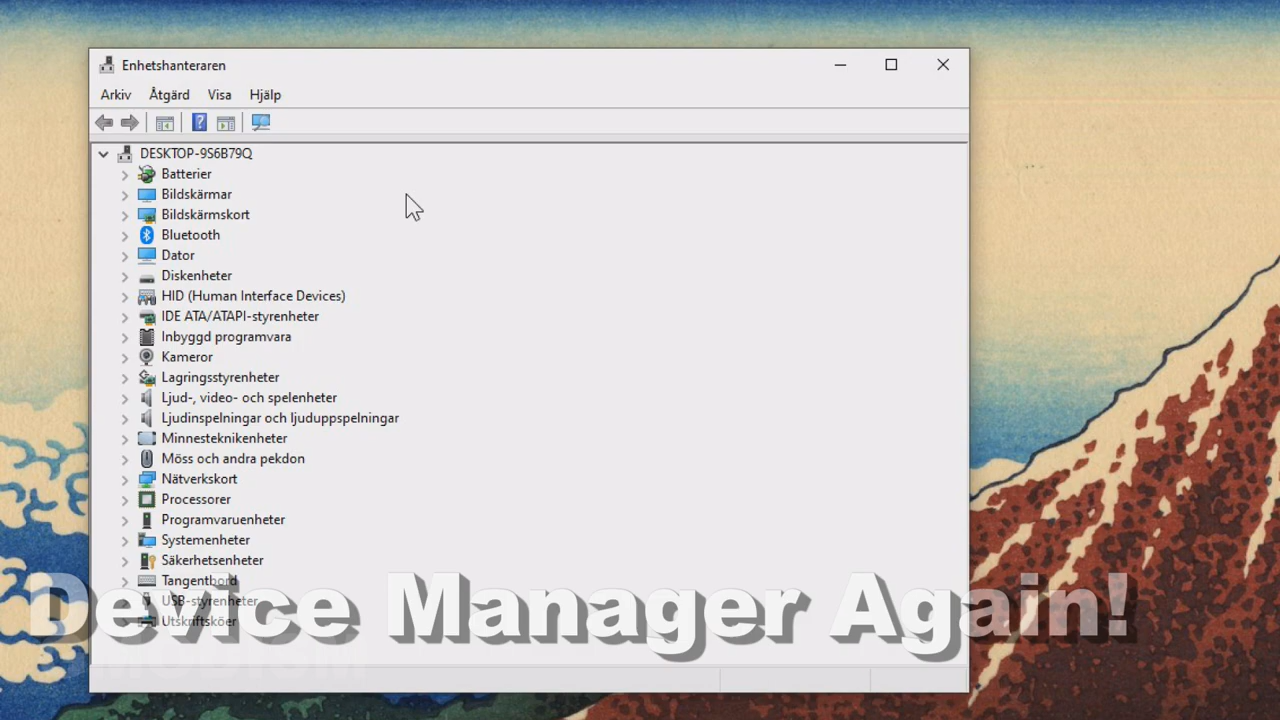 Enhetshanteraren
Arkiv Åtgärd Visa Hjälp
DESKTOP-9S6B79Q
Batterier
Bildskärmar
Bildskärmskort
Bluetooth
Dator
Diskenheter
HID (Human Interface Devices)
IDE ATA/ATAPI-styrenheter
Inbyggd programvara
Kameror
Lagringsstyrenheter
Ljud-, video- och spelenheter
Ljudinspelningar och ljuduppspelningar
Minnesteknikenheter
Möss och andra pekdon
Nätverkskort
Processorer
Programvaruenheter
Systemenheter
Säkerhetsenheter
Tangentbord
USB-styrenheter
Utskriftsköer
Device Manager Again!